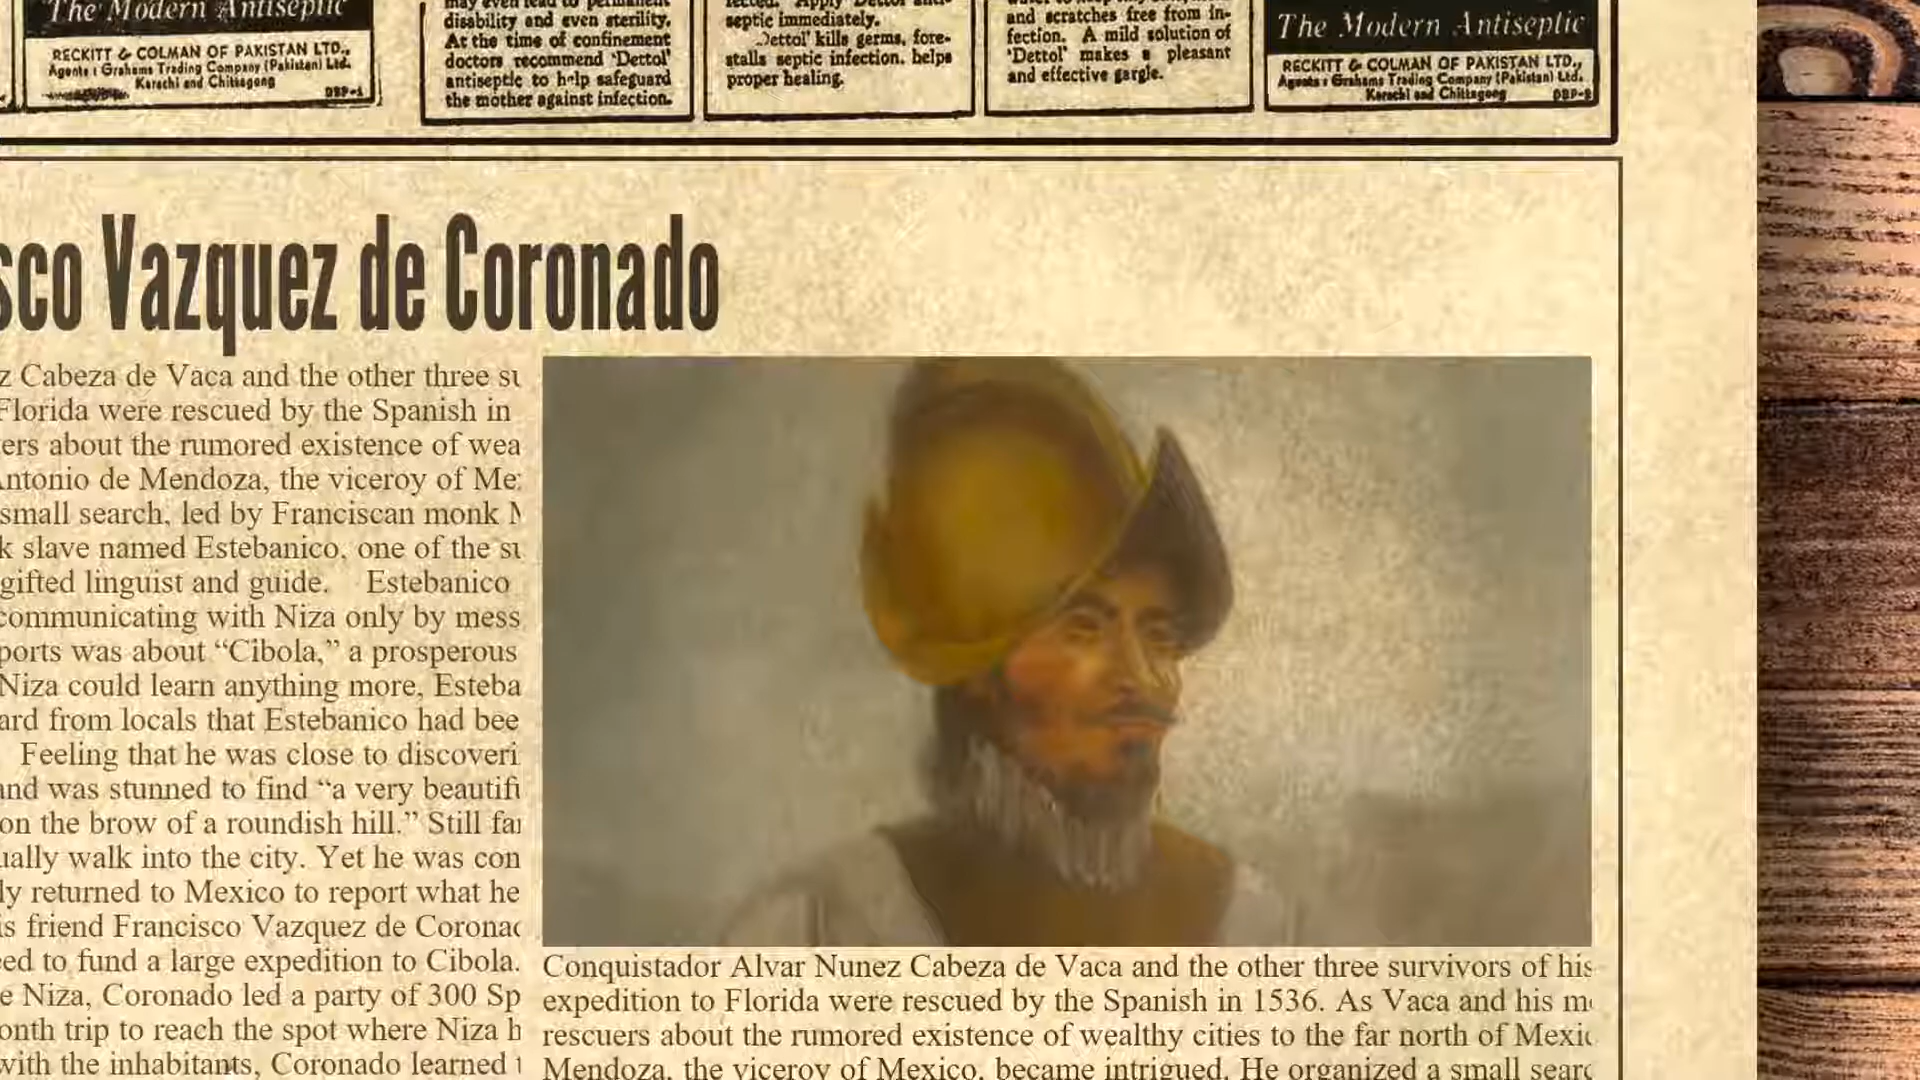 The Modern Antiseptic
RECKITT & COLMAN OF PAKISTAN LTD.,
Agents : Grahams Trading Company (Pakistan) Ltd.
Karachi and Chittagong
DBP-1
disability and even sterility.
At the time of confinement
doctors recommend 'Dettol'
antiseptic to help safeguard
the mother against infection.
septic immediately.
'Dettol' kills germs, fore-
stalls septic infection, helps
proper healing.
and scratches free from in-
fection. A mild solution of
'Dettol' makes a pleasant
and effective gargle.
The Modern Antiseptic
RECKITT & COLMAN OF PAKISTAN LTD.,
Agents : Grahams Trading Company (Pakistan) Ltd.
Karachi and Chittagong
sco Vazquez de Coronado
z Cabeza de Vaca and the other three su
Florida were rescued by the Spanish in
ers about the rumored existence of wea
Antonio de Mendoza, the viceroy of Me
small search, led by Franciscan monk
k slave named Estebanico, one of the su
gifted linguist and guide. Estebanico
communicating with Niza only by mess
ports was about “Cibola,” a prosperous
Niza could learn anything more, Esteba
ard from locals that Estebanico had bee
Feeling that he was close to discoveri
and was stunned to find “a very beautifi
on the brow of a roundish hill.” Still far
ually walk into the city. Yet he was con
ly returned to Mexico to report what he
is friend Francisco Vazquez de Coronad
eed to fund a large expedition to Cibola.
e Niza, Coronado led a party of 300 Sp
onth trip to reach the spot where Niza h
with the inhabitants, Coronado learned t
Conquistador Alvar Nunez Cabeza de Vaca and the other three survivors of his
expedition to Florida were rescued by the Spanish in 1536. As Vaca and his m
rescuers about the rumored existence of wealthy cities to the far north of Mexic
Mendoza, the viceroy of Mexico, became intrigued. He organized a small searc